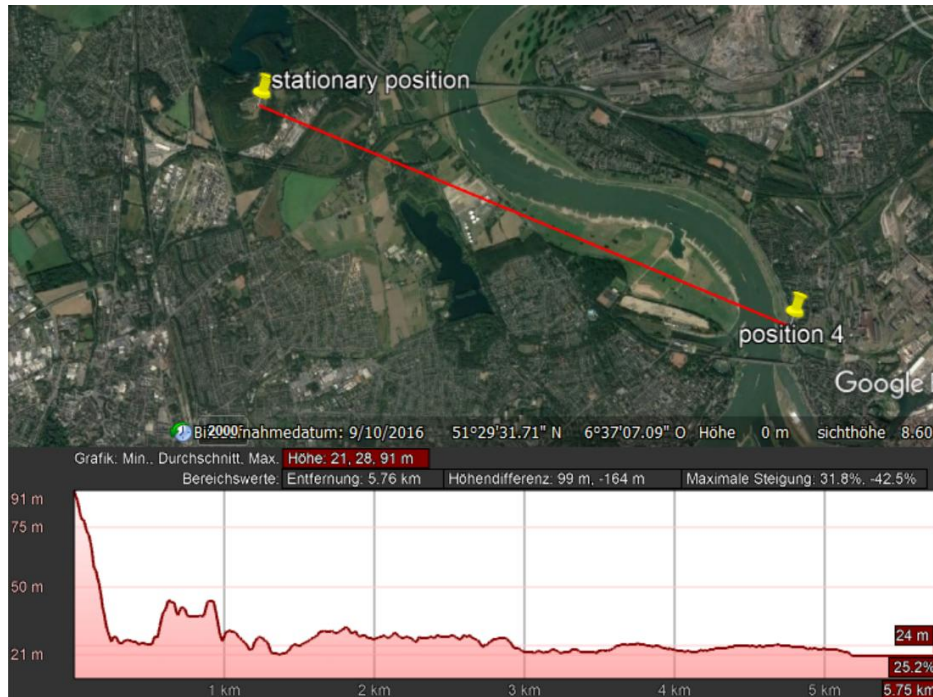 stationary position
position 4
Google
2000
Bildaufnahmedatum: 9/10/2016 51°29'31.71" N 6°37'07.09" O Höhe 0 m sichthöhe 8.60
Grafik: Min., Durchschnitt, Max. Höhe: 21, 28, 91 m
Bereichswerte: Entfernung: 5.76 km Höhendifferenz: 99 m, -164 m Maximale Steigung: 31.8%, -42.5%
91 m
75 m
50 m
24 m
21 m
25.2%
1 km 2 km 3 km 4 km 5 km 5.75 km